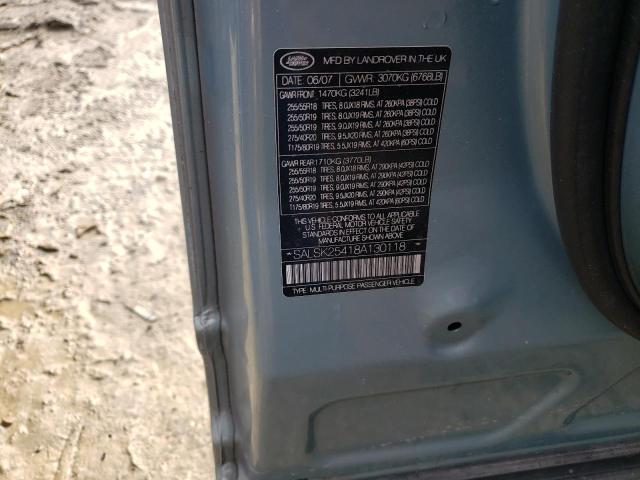 LAND ROVER
MFD BY LANDROVER IN THE UK
DATE: 06/07 GVWR: 3070KG (6768LB)
GAWR FRONT 1470KG (3241LB)
255/55R18 TIRES, 8.0JX18 RIMS, AT 260KPA (38PSI) COLD
255/50R19 TIRES, 8.0JX19 RIMS, AT 260KPA (38PSI) COLD
255/50R19 TIRES, 9.0JX19 RIMS, AT 260KPA (38PSI) COLD
275/40R20 TIRES, 9.5JX20 RIMS, AT 260KPA (38PSI) COLD
T175/80R19 TIRES, 5.5JX19 RIMS, AT 420KPA (60PSI) COLD
GAWR REAR 1710KG (3770LB)
255/55R18 TIRES, 8.0JX18 RIMS, AT 290KPA (42PSI) COLD
255/50R19 TIRES, 8.0JX19 RIMS, AT 290KPA (42PSI) COLD
255/50R19 TIRES, 9.0JX19 RIMS, AT 290KPA (42PSI) COLD
275/40R20 TIRES, 9.5JX20 RIMS, AT 290KPA (42PSI) COLD
T175/80R19 TIRES, 5.5JX19 RIMS, AT 420KPA (60PSI) COLD
THIS VEHICLE CONFORMS TO ALL APPLICABLE
U.S. FEDERAL MOTOR VEHICLE SAFETY
STANDARDS IN EFFECT ON THE DATE OF
MANUFACTURE SHOWN ABOVE
*SALSK25418A130118*
TYPE: MULTI-PURPOSE PASSENGER VEHICLE